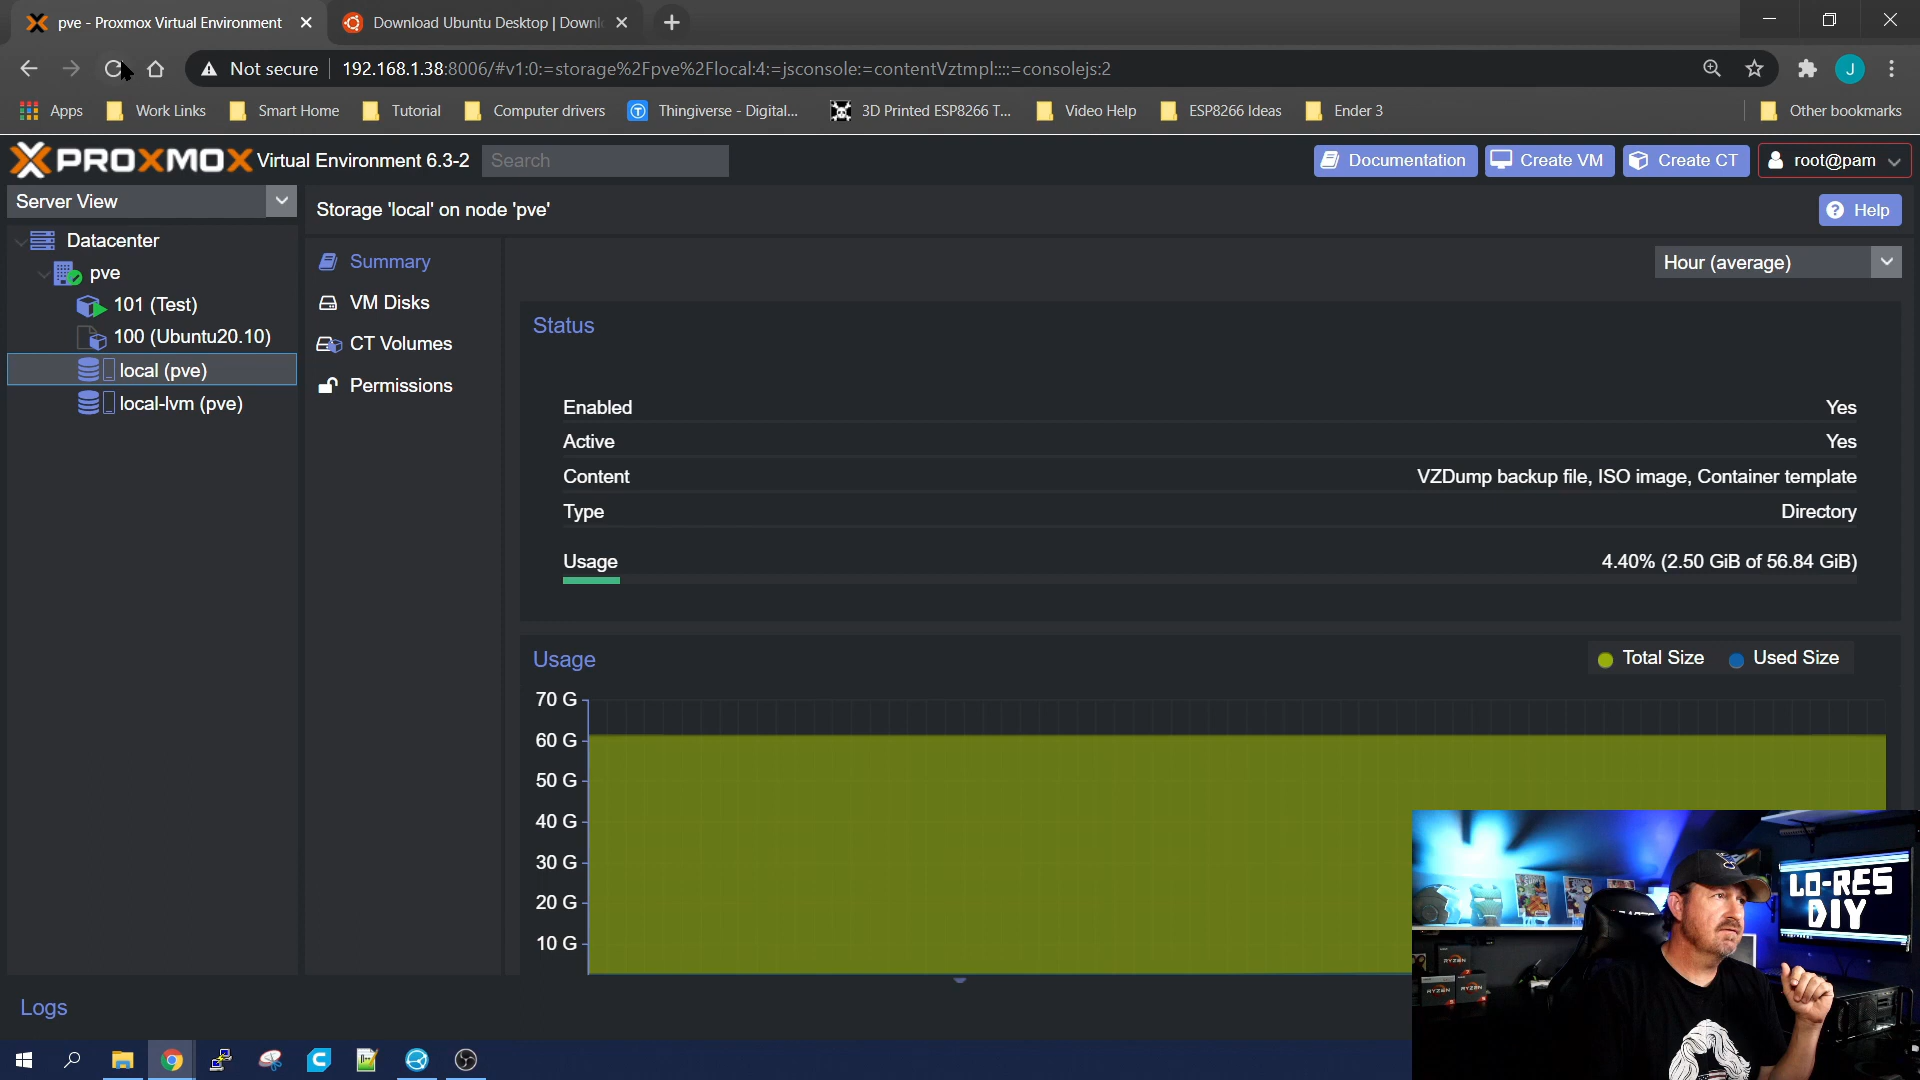 pve - Proxmox Virtual Environment
Download Ubuntu Desktop | Downl
Not secure
192.168.1.38:8006/#v1:0:=storage%2Fpve%2Flocal:4:=jsconsole:=contentVztmpl::::=consolejs:2
J
Apps
Work Links
Smart Home
Tutorial
Computer drivers
Thingiverse - Digital...
3D Printed ESP8266 T...
Video Help
ESP8266 Ideas
Ender 3
Other bookmarks
PROXMOX Virtual Environment 6.3-2
Search
Documentation
Create VM
Create CT
root@pam
Server View
Storage 'local' on node 'pve'
Help
Datacenter
pve
101 (Test)
100 (Ubuntu20.10)
local (pve)
local-lvm (pve)
Summary
VM Disks
CT Volumes
Permissions
Hour (average)
Status
Enabled Yes
Active Yes
Content VZDump backup file, ISO image, Container template
Type Directory
Usage 4.40% (2.50 GiB of 56.84 GiB)
Usage
Total Size
Used Size
70 G
60 G
50 G
40 G
30 G
20 G
10 G
Logs
LO-RES
DIY
RYZEN
RYZEN
RYZEN